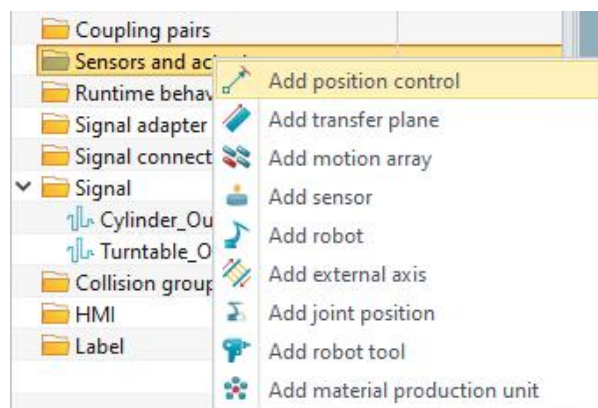 Coupling pairs
Sensors and ac
Add position control
Runtime behav
Add transfer plane
Signal adapter
Add motion array
Signal connect
Add sensor
Signal
Cylinder_Ou
Add robot
Turntable_O
Add external axis
Collision group
Add joint position
HMI
Add robot tool
Label
Add material production unit